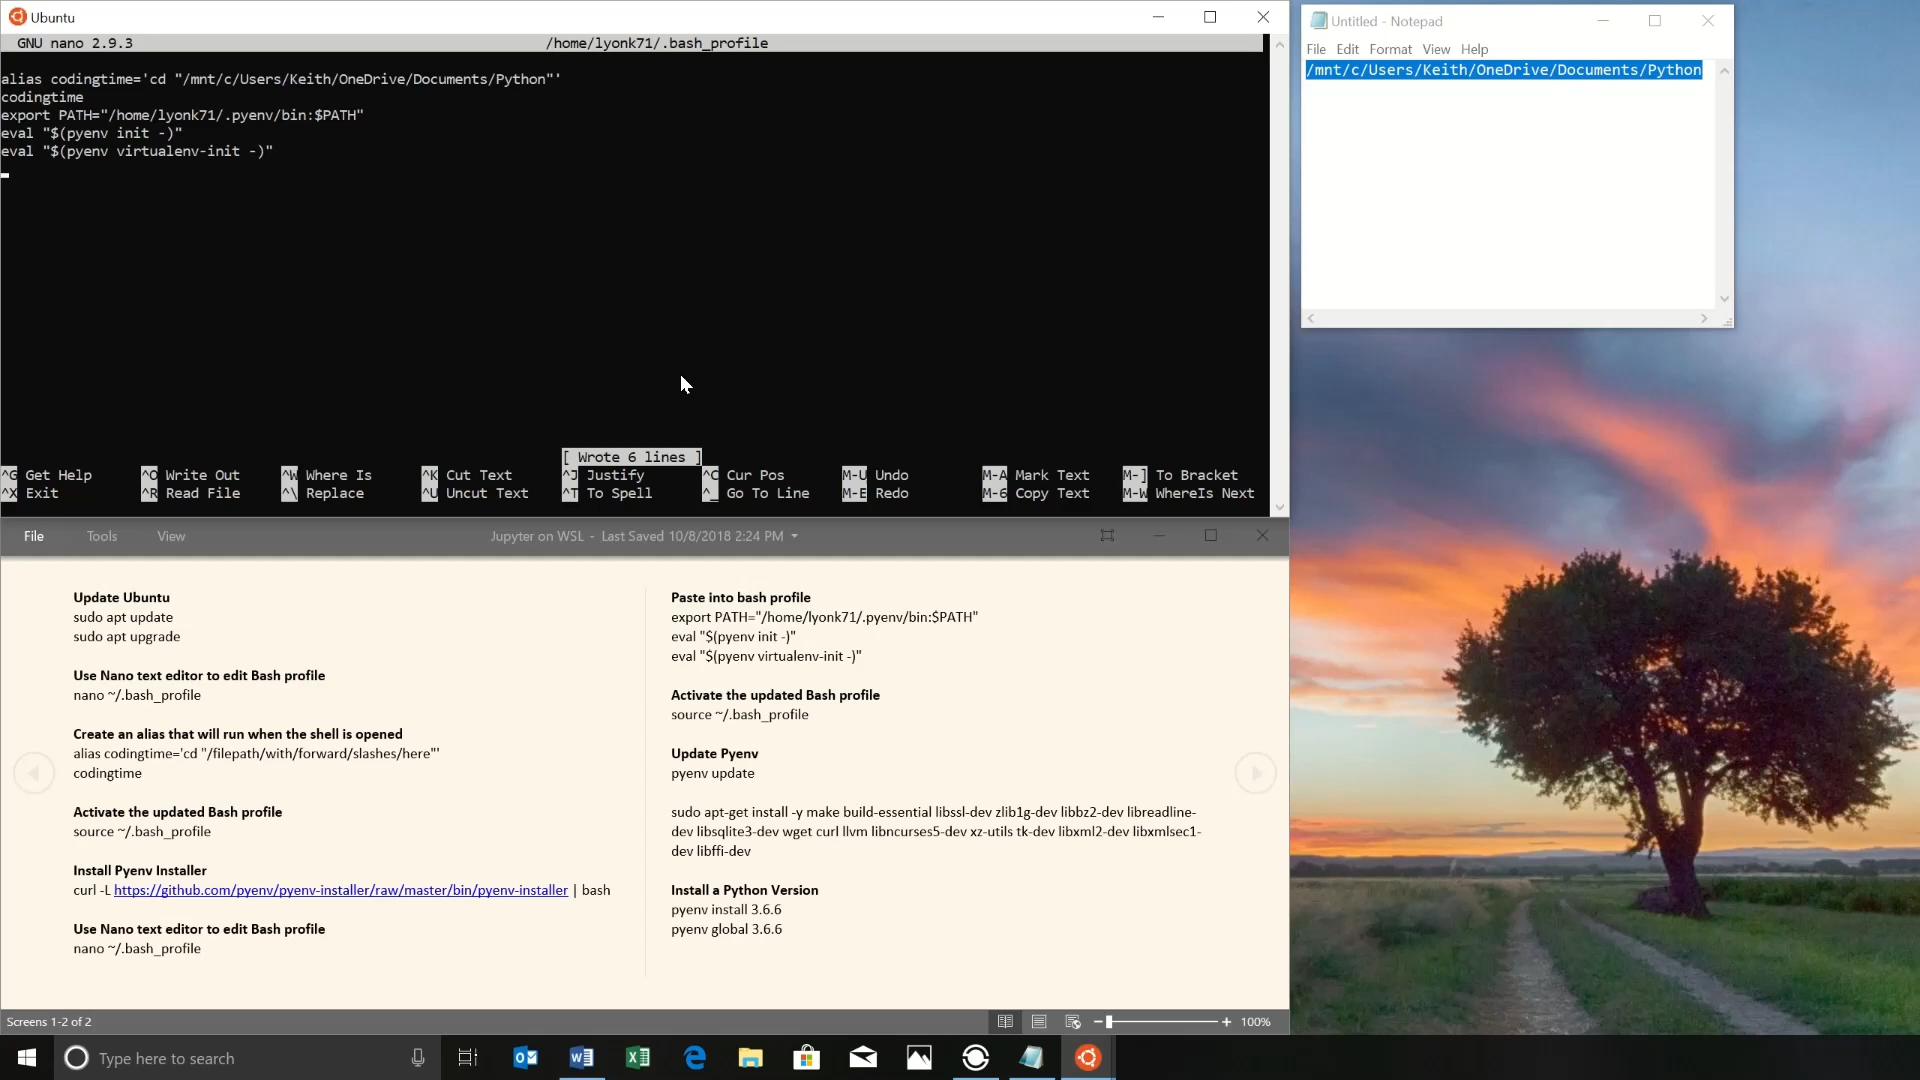 Ubuntu
GNU nano 2.9.3 /home/lyonk71/.bash_profile
alias codingtime='cd "/mnt/c/Users/Keith/OneDrive/Documents/Python"'
codingtime
export PATH="/home/lyonk71/.pyenv/bin:$PATH"
eval "$(pyenv init -)"
eval "$(pyenv virtualenv-init -)"
[ Wrote 6 lines ]
^G Get Help ^O Write Out ^W Where Is ^K Cut Text ^J Justify ^C Cur Pos M-U Undo M-A Mark Text M-] To Bracket
^X Exit ^R Read File ^\ Replace ^U Uncut Text ^T To Spell ^_ Go To Line M-E Redo M-6 Copy Text M-W WhereIs Next
Untitled - Notepad
File Edit Format View Help
/mnt/c/Users/Keith/OneDrive/Documents/Python
File Tools View Jupyter on WSL - Last Saved 10/8/2018 2:24 PM
Update Ubuntu
sudo apt update
sudo apt upgrade
Use Nano text editor to edit Bash profile
nano ~/.bash_profile
Create an alias that will run when the shell is opened
alias codingtime='cd "/filepath/with/forward/slashes/here"'
codingtime
Activate the updated Bash profile
source ~/.bash_profile
Install Pyenv Installer
curl -L https://github.com/pyenv/pyenv-installer/raw/master/bin/pyenv-installer | bash
Use Nano text editor to edit Bash profile
nano ~/.bash_profile
Paste into bash profile
export PATH="/home/lyonk71/.pyenv/bin:$PATH"
eval "$(pyenv init -)"
eval "$(pyenv virtualenv-init -)"
Activate the updated Bash profile
source ~/.bash_profile
Update Pyenv
pyenv update
sudo apt-get install -y make build-essential libssl-dev zlib1g-dev libbz2-dev libreadline-
dev libsqlite3-dev wget curl llvm libncurses5-dev xz-utils tk-dev libxml2-dev libxmlsec1-
dev libffi-dev
Install a Python Version
pyenv install 3.6.6
pyenv global 3.6.6
Screens 1-2 of 2 100%
Type here to search